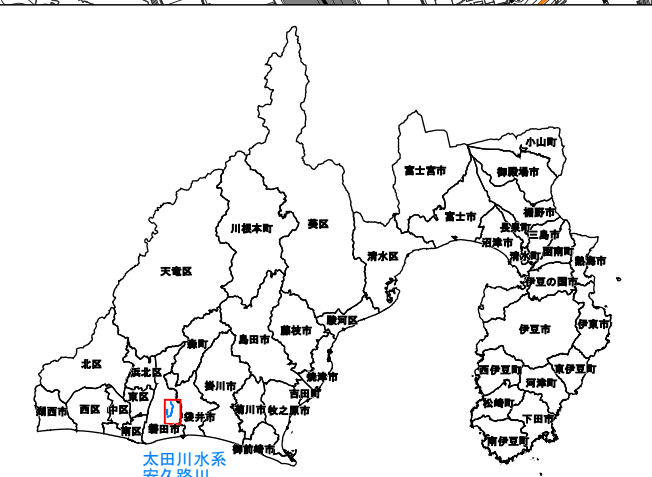 小山町
富士宮市
御殿場市
裾野市
富士市
葵区
川根本町
長泉町
三島市
沼津市
函南町
清水町
清水区
熱海市
天竜区
伊豆の国市
駿河区
伊東市
藤枝市
伊豆市
島田市
森町
北区
浜北区
西伊豆町
東伊豆町
焼津市
河津町
掛川市
吉田町
東区
松崎町
湖西市
西区
中区
菊川市
牧之原市
袋井市
下田市
南区
磐田市
南伊豆町
御前崎市
太田川水系
安久路川